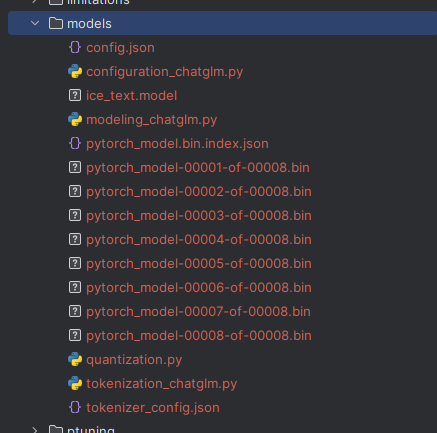 limitations
models
config.json
configuration_chatglm.py
ice_text.model
modeling_chatglm.py
pytorch_model.bin.index.json
pytorch_model-00001-of-00008.bin
pytorch_model-00002-of-00008.bin
pytorch_model-00003-of-00008.bin
pytorch_model-00004-of-00008.bin
pytorch_model-00005-of-00008.bin
pytorch_model-00006-of-00008.bin
pytorch_model-00007-of-00008.bin
pytorch_model-00008-of-00008.bin
quantization.py
tokenization_chatglm.py
tokenizer_config.json
ptuning